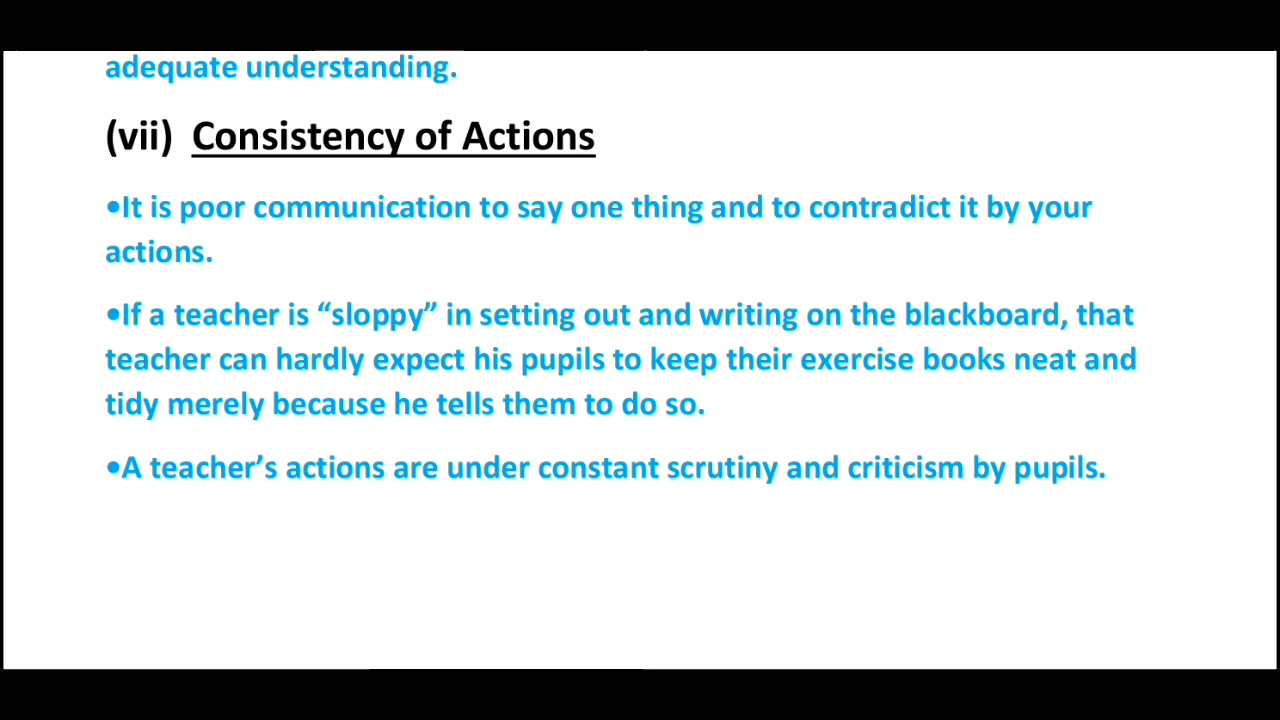 adequate understanding.
(vii) Consistency of Actions
•It is poor communication to say one thing and to contradict it by your
actions.
•If a teacher is “sloppy” in setting out and writing on the blackboard, that
teacher can hardly expect his pupils to keep their exercise books neat and
tidy merely because he tells them to do so.
•A teacher’s actions are under constant scrutiny and criticism by pupils.